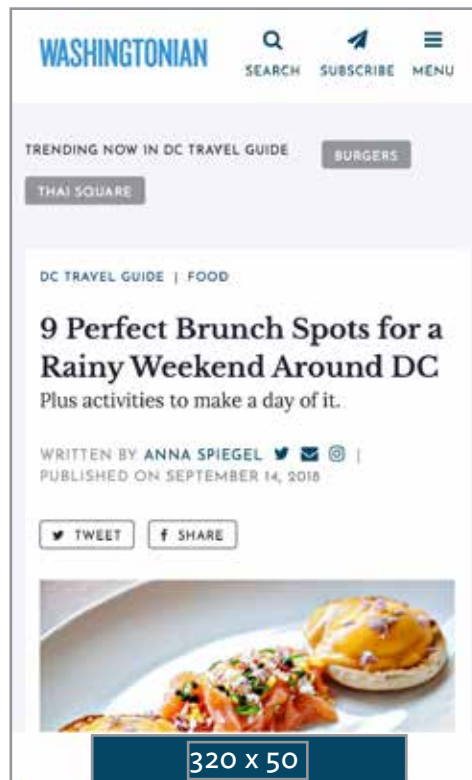 WASHINGTONIAN
SEARCH SUBSCRIBE MENU
TRENDING NOW IN DC TRAVEL GUIDE BURGERS
THAI SQUARE
DC TRAVEL GUIDE | FOOD
9 Perfect Brunch Spots for a
Rainy Weekend Around DC
Plus activities to make a day of it.
WRITTEN BY ANNA SPIEGEL |
PUBLISHED ON SEPTEMBER 14, 2018
TWEET SHARE
320 x 50